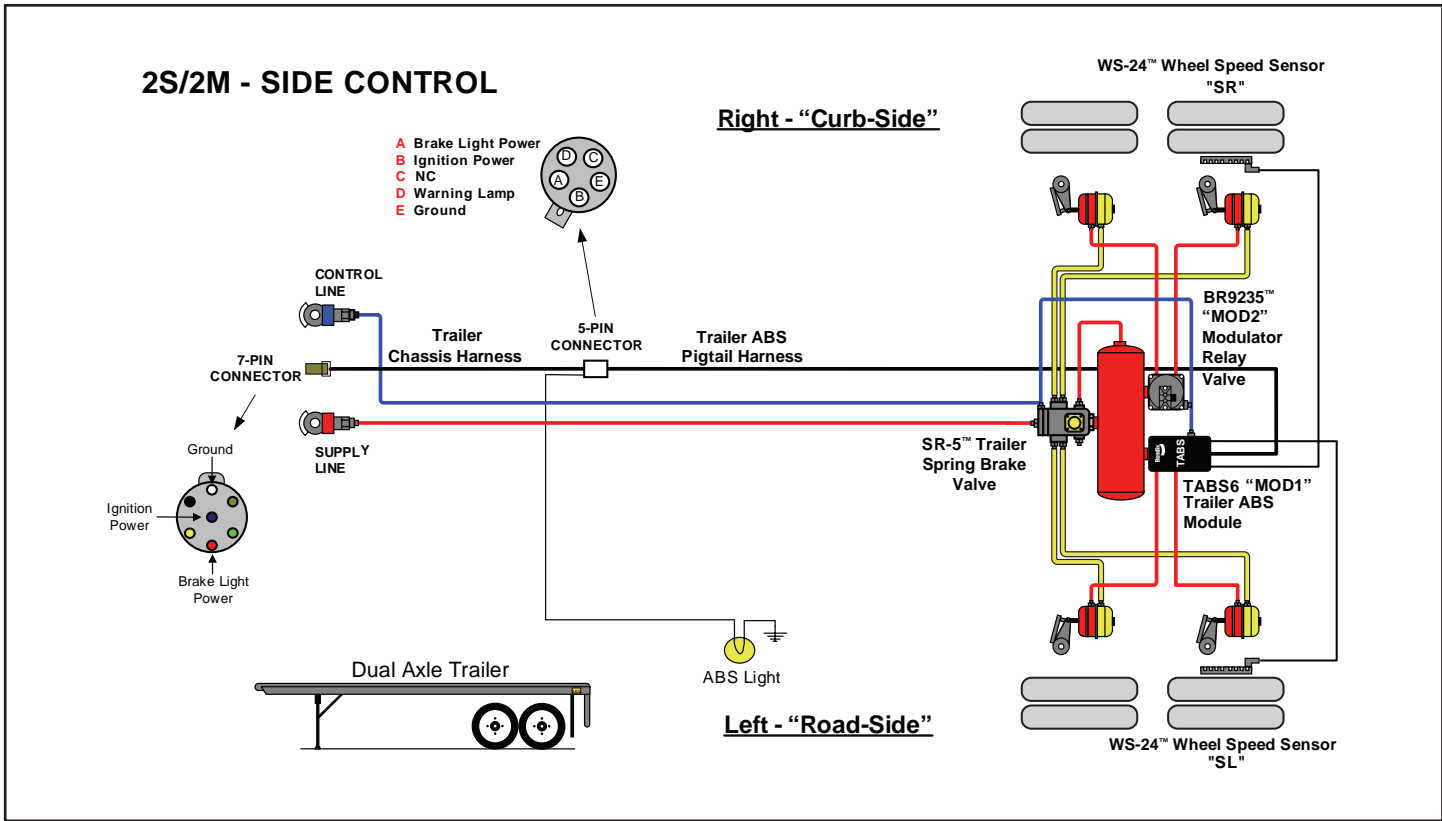 2S/2M - SIDE CONTROL
WS-24™ Wheel Speed Sensor
"SR"
Right - “Curb-Side”
A Brake Light Power
B Ignition Power
C NC
D Warning Lamp
E Ground
D
C
A
E
B
CONTROL
LINE
7-PIN
CONNECTOR
Trailer
Chassis Harness
5-PIN
CONNECTOR
Trailer ABS
Pigtail Harness
BR9235™
“MOD2”
Modulator
Relay
Valve
SUPPLY
LINE
SR-5™ Trailer
Spring Brake
Valve
Bendix
TABS
TABS6 “MOD1”
Trailer ABS
Module
Ground
Ignition
Power
Brake Light
Power
ABS Light
Dual Axle Trailer
Left - "Road-Side”
WS-24™ Wheel Speed Sensor
"SL"